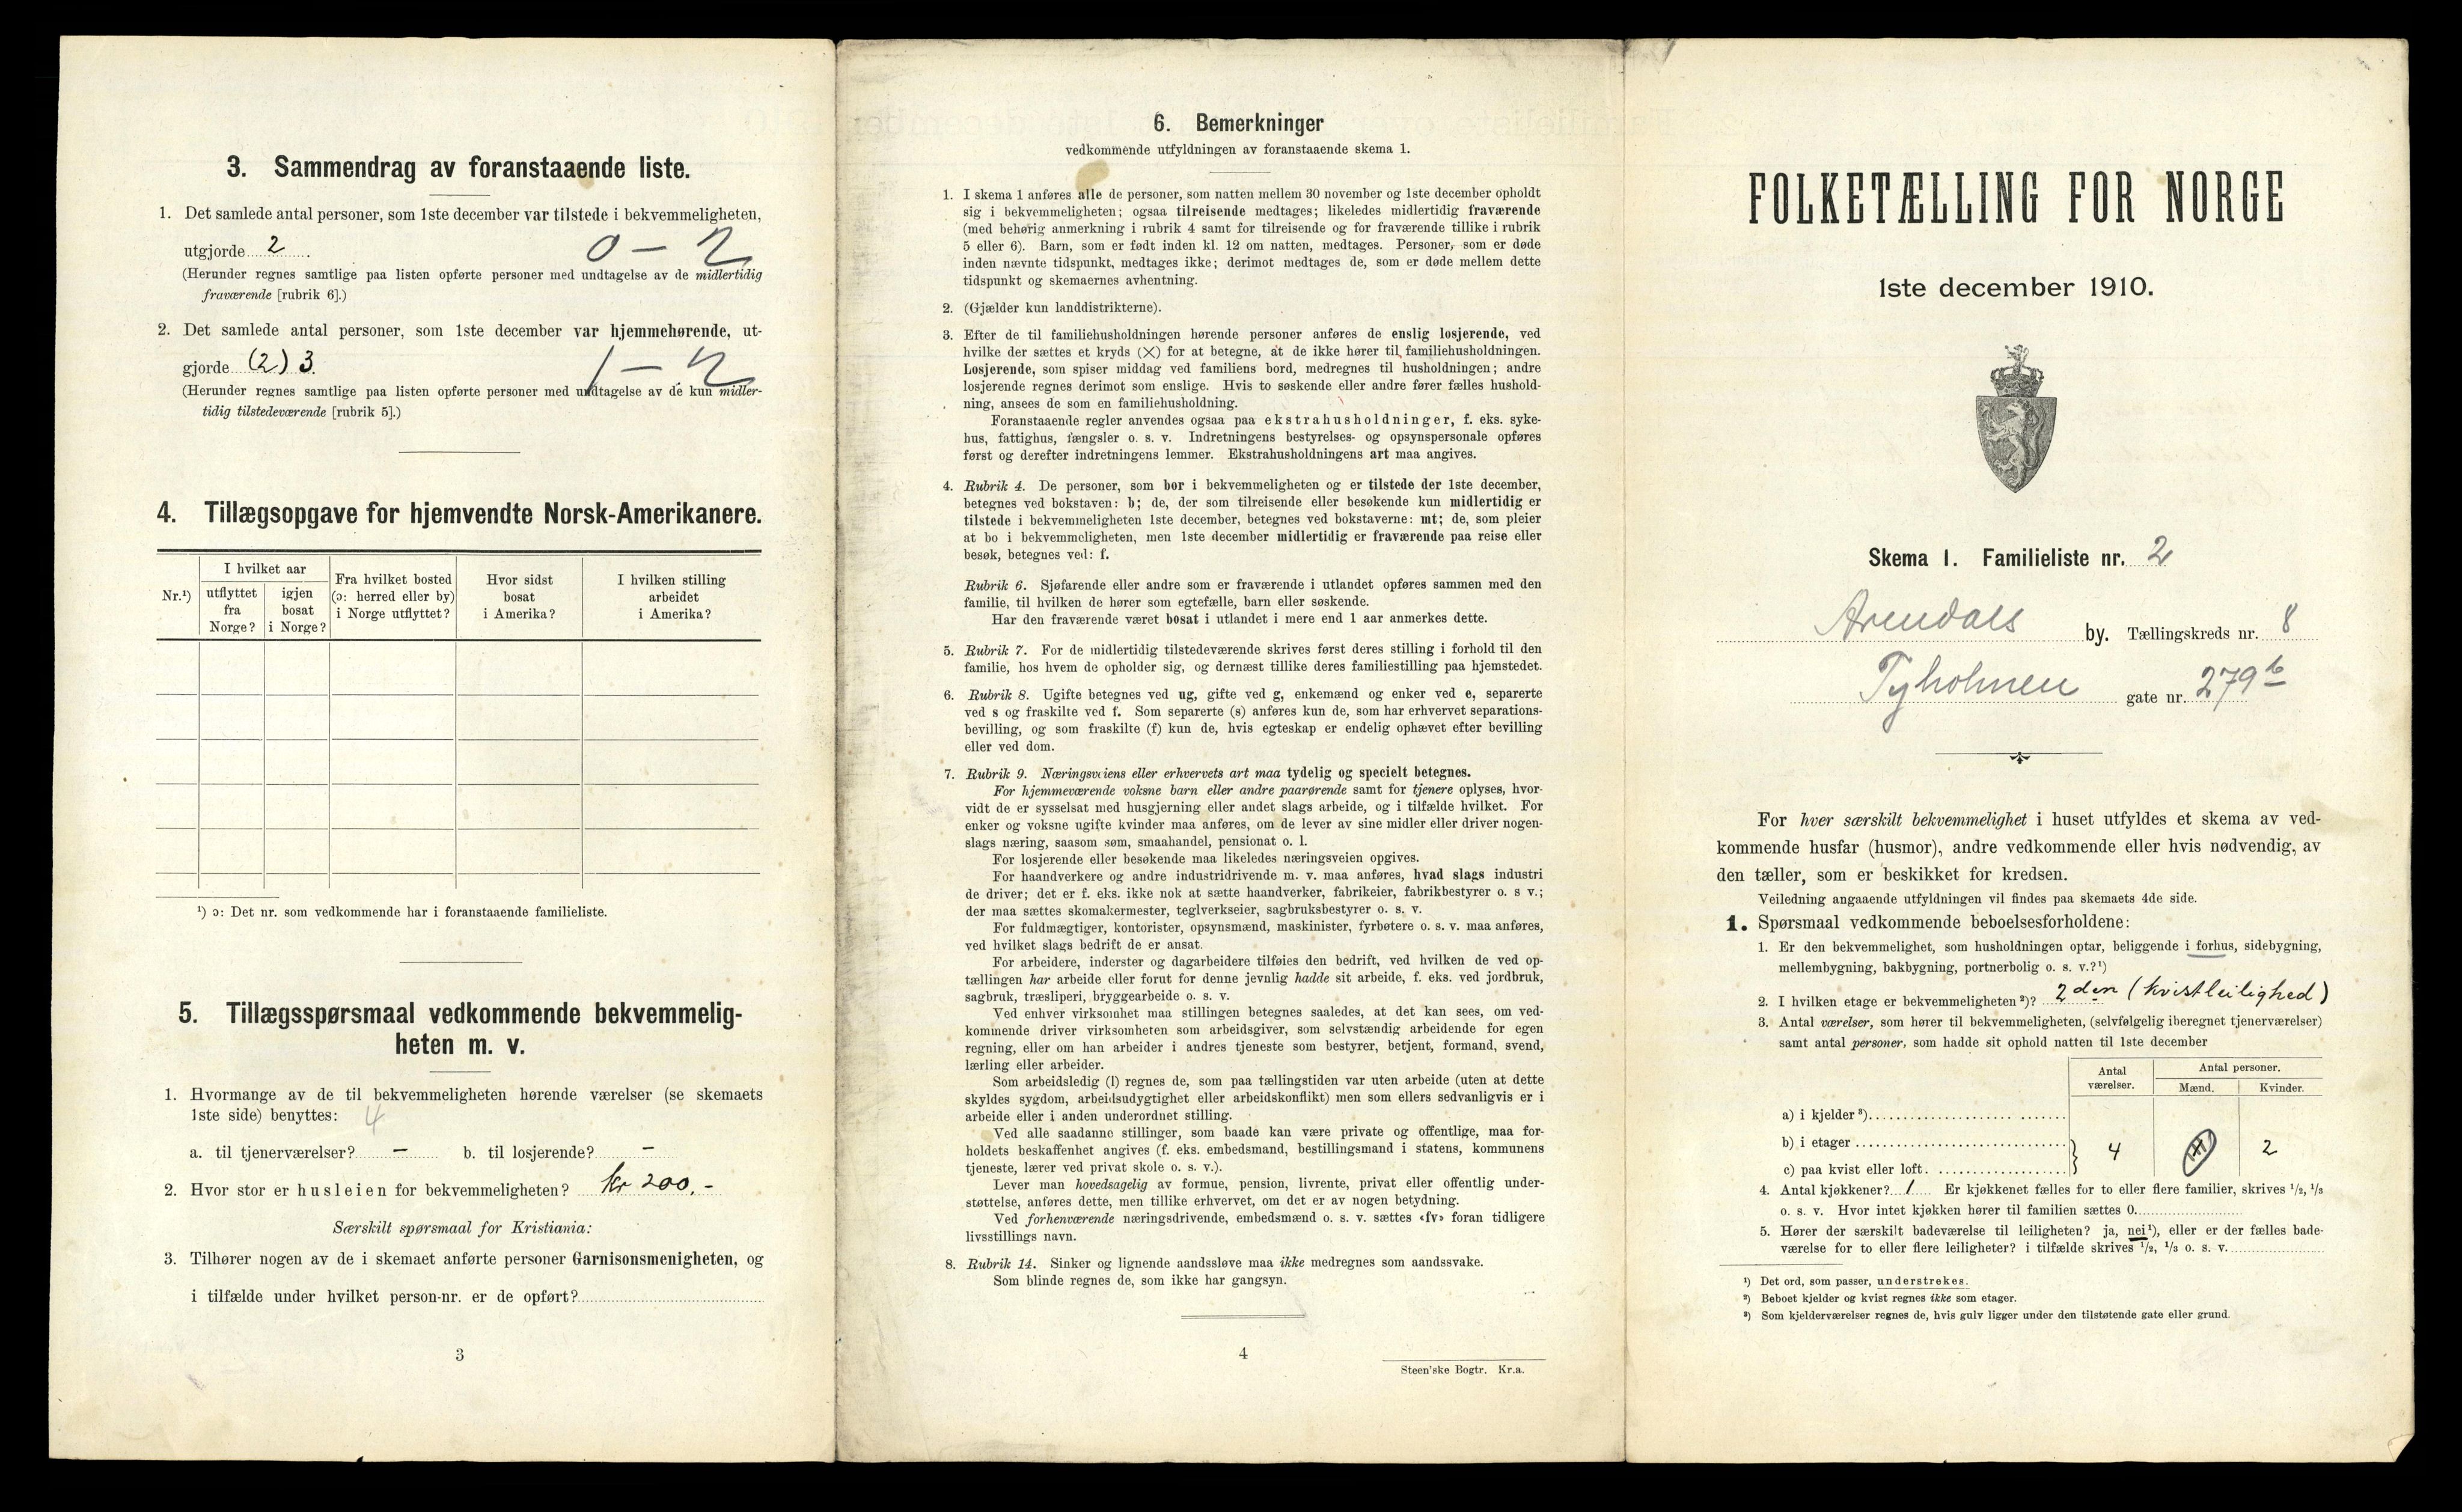 3. Sammendrag av foranstaaende liste.
1. Det samlede antal personer, som 1ste december var tilstede i bekvemmeligheten,
utgjorde 2 0 – 2
(Herunder regnes samtlige paa listen opførte personer med undtagelse av de midlertidig
fraværende [rubrik 6].)
2. Det samlede antal personer, som 1ste december var hjemmehørende, ut-
gjorde (2) 3 1 – 2
(Herunder regnes samtlige paa listen opførte personer med undtagelse av de kun midler-
tidig tilstedeværende [rubrik 5].)
4. Tillægsopgave for hjemvendte Norsk-Amerikanere.
Nr.¹)
I hvilket aar
utflyttet fra Norge?
igjen bosat i Norge?
Fra hvilket bosted (ɔ: herred eller by) i Norge utflyttet?
Hvor sidst bosat i Amerika?
I hvilken stilling arbeidet i Amerika?
¹) ɔ: Det nr. som vedkommende har i foranstaaende familieliste.
5. Tillægsspørsmaal vedkommende bekvemmelig-
heten m. v.
1. Hvormange av de til bekvemmeligheten hørende værelser (se skemaets
1ste side) benyttes: 4
a. til tjenerværelser? – b. til losjerende? –
2. Hvor stor er husleien for bekvemmeligheten? Kr 200,-
Særskilt spørsmaal for Kristiania:
3. Tilhører nogen av de i skemaet anførte personer Garnisonsmenigheten, og
i tilfælde under hvilket person-nr. er de opført?
3
6. Bemerkninger
vedkommende utfyldningen av foranstaaende skema 1.
1. I skema 1 anføres alle de personer, som natten mellem 30 november og 1ste december opholdt
sig i bekvemmeligheten; ogsaa tilreisende medtages; likeledes midlertidig fraværende
(med behørig anmerkning i rubrik 4 samt for tilreisende og for fraværende tillike i rubrik
5 eller 6). Barn, som er født inden kl. 12 om natten, medtages. Personer, som er døde
inden nævnte tidspunkt, medtages ikke; derimot medtages de, som er døde mellem dette
tidspunkt og skemaernes avhentning.
2. (Gjælder kun landdistrikterne).
3. Efter de til familiehusholdningen hørende personer anføres de enslig losjerende, ved
hvilke der sættes et kryds (×) for at betegne, at de ikke hører til familiehusholdningen.
Losjerende, som spiser middag ved familiens bord, medregnes til husholdningen; andre
losjerende regnes derimot som enslige. Hvis to søskende eller andre fører fælles hushold-
ning, ansees de som en familiehusholdning.
Foranstaaende regler anvendes ogsaa paa ekstrahusholdninger, f. eks. syke-
hus, fattighus, fængsler o. s. v. Indretningens bestyrelses- og opsynspersonale opføres
først og derefter indretningens lemmer. Ekstrahusholdningens art maa angives.
4. Rubrik 4. De personer, som bor i bekvemmeligheten og er tilstede der 1ste december,
betegnes ved bokstaven: b; de, der som tilreisende eller besøkende kun midlertidig er
tilstede i bekvemmeligheten 1ste december, betegnes ved bokstaverne: mt; de, som pleier
at bo i bekvemmeligheten, men 1ste december midlertidig er fraværende paa reise eller
besøk, betegnes ved: f.
Rubrik 6. Sjøfarende eller andre som er fraværende i utlandet opføres sammen med den
familie, til hvilken de hører som egtefælle, barn eller søskende.
Har den fraværende været bosat i utlandet i mere end 1 aar anmerkes dette.
5. Rubrik 7. For de midlertidig tilstedeværende skrives først deres stilling i forhold til den
familie, hos hvem de opholder sig, og dernæst tillike deres familiestilling paa hjemstedet.
6. Rubrik 8. Ugifte betegnes ved ug, gifte ved g, enkemænd og enker ved e, separerte
ved s og fraskilte ved f. Som separerte (s) anføres kun de, som har erhvervet separations-
bevilling, og som fraskilte (f) kun de, hvis egteskap er endelig ophævet efter bevilling
eller ved dom.
7. Rubrik 9. Næringsveiens eller erhvervets art maa tydelig og specielt betegnes.
For hjemmeværende voksne barn eller andre paarørende samt for tjenere oplyses, hvor-
vidt de er sysselsat med husgjerning eller andet slags arbeide, og i tilfælde hvilket. For
enker og voksne ugifte kvinder maa anføres, om de lever av sine midler eller driver nogen-
slags næring, saasom søm, smaahandel, pensionat o. l.
For losjerende eller besøkende maa likeledes næringsveien opgives.
For haandverkere og andre industridrivende m. v. maa anføres, hvad slags industri
de driver; det er f. eks. ikke nok at sætte haandverker, fabrikeier, fabrikbestyrer o. s v.;
der maa sættes skomakermester, teglverkseier, sagbruksbestyrer o. s. v.
For fuldmægtiger, kontorister, opsynsmænd, maskinister, fyrbøtere o. s. v. maa anføres,
ved hvilket slags bedrift de er ansat.
For arbeidere, inderster og dagarbeidere tilføies den bedrift, ved hvilken de ved op-
tællingen har arbeide eller forut for denne jevnlig hadde sit arbeide, f. eks. ved jordbruk,
sagbruk, træsliperi, bryggearbeide o. s. v.
Ved enhver virksomhet maa stillingen betegnes saaledes, at det kan sees, om ved-
kommende driver virksomheten som arbeidsgiver, som selvstændig arbeidende for egen
regning, eller om han arbeider i andres tjeneste som bestyrer, betjent, formand, svend,
lærling eller arbeider.
Som arbeidsledig (l) regnes de, som paa tællingstiden var uten arbeide (uten at dette
skyldes sygdom, arbeidsudygtighet eller arbeidskonflikt) men som ellers sedvanligvis er i
arbeide eller i anden underordnet stilling.
Ved alle saadanne stillinger, som baade kan være private og offentlige, maa for-
holdets beskaffenhet angives (f. eks. embedsmand, bestillingsmand i statens, kommunens
tjeneste, lærer ved privat skole o. s. v.).
Lever man hovedsagelig av formue, pension, livrente, privat eller offentlig under-
støttelse, anføres dette, men tillike erhvervet, om det er av nogen betydning.
Ved forhenværende næringsdrivende, embedsmænd o. s. v. sættes «fv» foran tidligere
livsstillings navn.
8. Rubrik 14. Sinker og lignende aandssløve maa ikke medregnes som aandssvake.
Som blinde regnes de, som ikke har gangsyn.
4
Steen'ske Bogtr. Kr.a.
FOLKETÆLLING FOR NORGE
1ste december 1910.
Skema 1. Familieliste nr. 2
Arendals by. Tællingskreds nr. 8
Tyholmen gate nr. 279b
For hver særskilt bekvemmelighet i huset utfyldes et skema av ved-
kommende husfar (husmor), andre vedkommende eller hvis nødvendig, av
den tæller, som er beskikket for kredsen.
Veiledning angaaende utfyldningen vil findes paa skemaets 4de side.
1. Spørsmaal vedkommende beboelsesforholdene:
1. Er den bekvemmelighet, som husholdningen optar, beliggende i forhus, sidebygning,
mellembygning, bakbygning, portnerbolig o. s. v.?¹)
2. I hvilken etage er bekvemmeligheten²)? 2den (kvistleilighed)
3. Antal værelser, som hører til bekvemmeligheten, (selvfølgelig iberegnet tjenerværelser)
samt antal personer, som hadde sit ophold natten til 1ste december
Antal værelser.
Antal personer.
Mænd. Kvinder.
a) i kjelder³)
b) i etager
c) paa kvist eller loft.
4 2
4. Antal kjøkkener? 1 Er kjøkkenet fælles for to eller flere familier, skrives 1/2, 1/3
o. s. v. Hvor intet kjøkken hører til familien sættes 0.
5. Hører der særskilt badeværelse til leiligheten? ja, nei¹), eller er der fælles bade-
værelse for to eller flere leiligheter? i tilfælde skrives 1/2, 1/3 o. s. v.
¹) Det ord, som passer, understrekes.
²) Beboet kjelder og kvist regnes ikke som etager.
³) Som kjelderværelser regnes de, hvis gulv ligger under den tilstøtende gate eller grund.